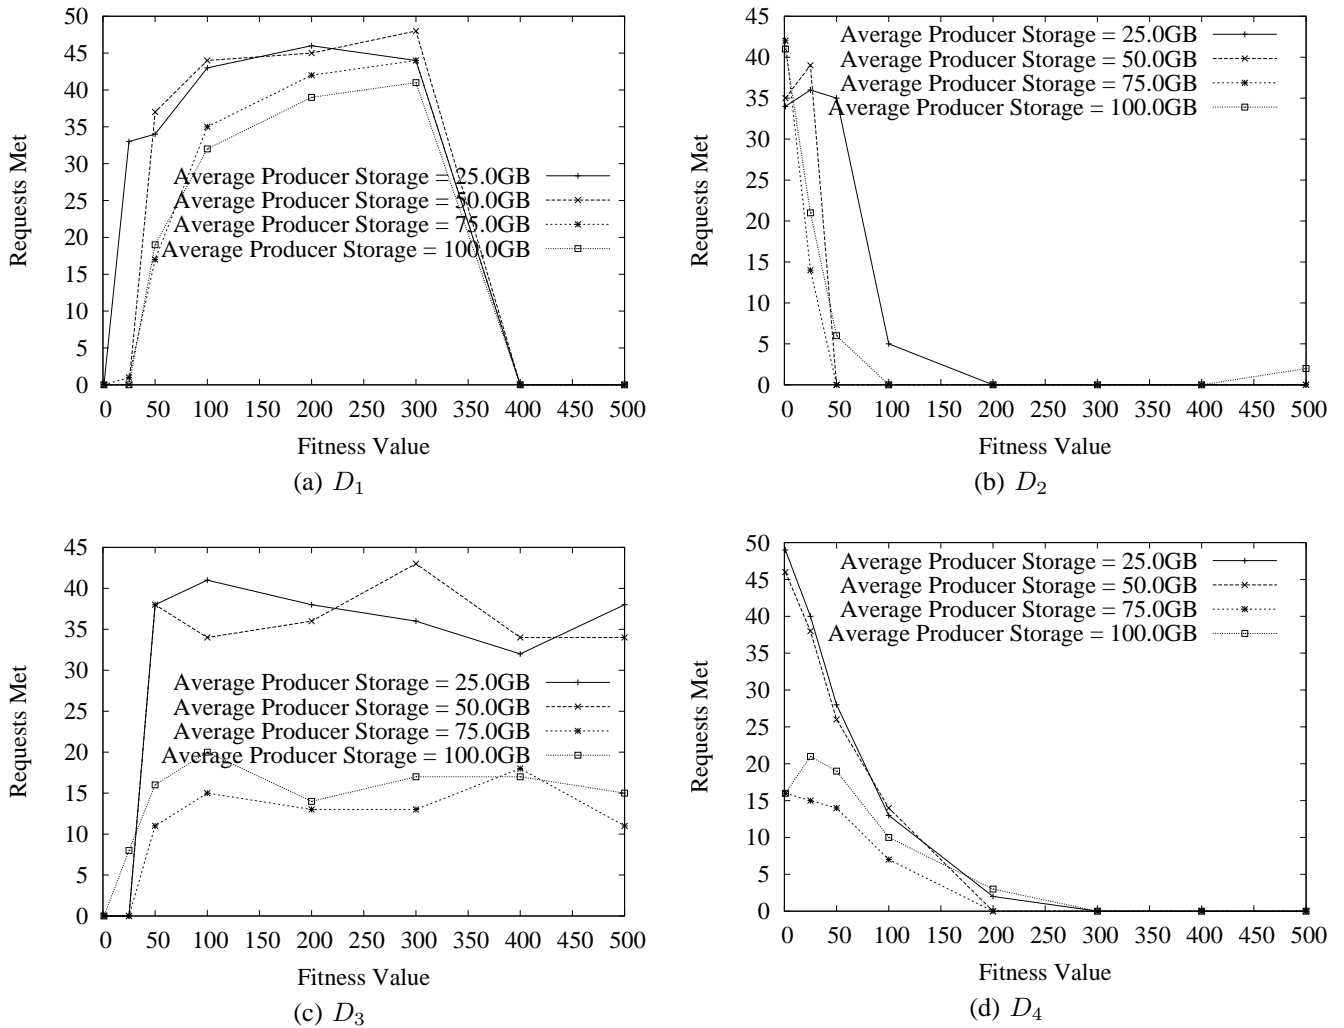 50
45
40
35
30
25
20
15
10
5
0
Requests Met
Average Producer Storage = 25.0GB
Average Producer Storage = 50.0GB
Average Producer Storage = 75.0GB
Average Producer Storage = 100.0GB
0 50 100 150 200 250 300 350 400 450 500
Fitness Value
(a) D1
45
40
35
30
25
20
15
10
5
0
Requests Met
Average Producer Storage = 25.0GB
Average Producer Storage = 50.0GB
Average Producer Storage = 75.0GB
Average Producer Storage = 100.0GB
0 50 100 150 200 250 300 350 400 450 500
Fitness Value
(b) D2
45
40
35
30
25
20
15
10
5
0
Requests Met
Average Producer Storage = 25.0GB
Average Producer Storage = 50.0GB
Average Producer Storage = 75.0GB
Average Producer Storage = 100.0GB
0 50 100 150 200 250 300 350 400 450 500
Fitness Value
(c) D3
50
45
40
35
30
25
20
15
10
5
0
Requests Met
Average Producer Storage = 25.0GB
Average Producer Storage = 50.0GB
Average Producer Storage = 75.0GB
Average Producer Storage = 100.0GB
0 50 100 150 200 250 300 350 400 450 500
Fitness Value
(d) D4